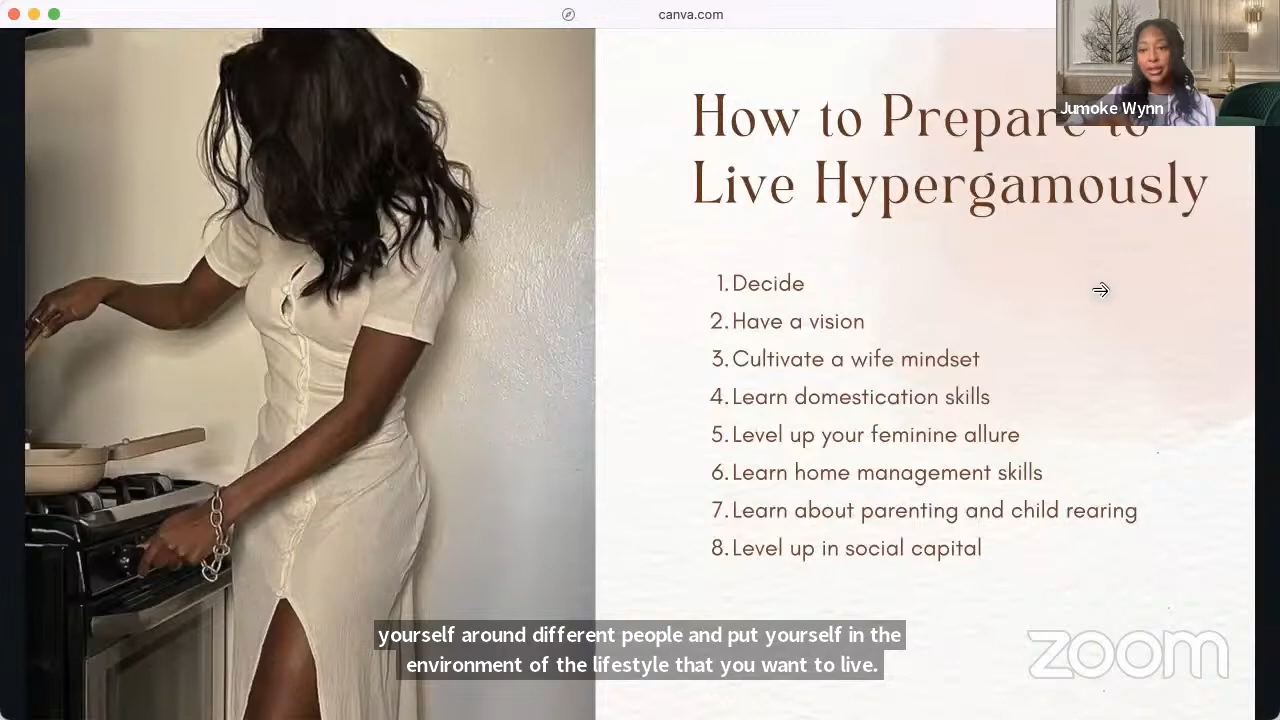 canva.com
Jumoke Wynn
How to Prepare to
Live Hypergamously
1. Decide
2. Have a vision
3. Cultivate a wife mindset
4. Learn domestication skills
5. Level up your feminine allure
6. Learn home management skills
7. Learn about parenting and child rearing
8. Level up in social capital
yourself around different people and put yourself in the
environment of the lifestyle that you want to live.
zoom